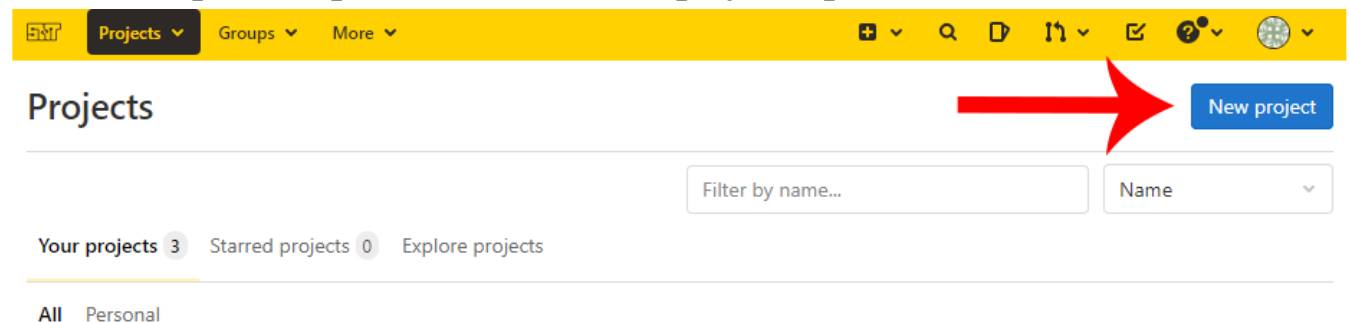 Projects Groups More
Projects
New project
Filter by name...
Name
Your projects 3 Starred projects 0 Explore projects
All Personal